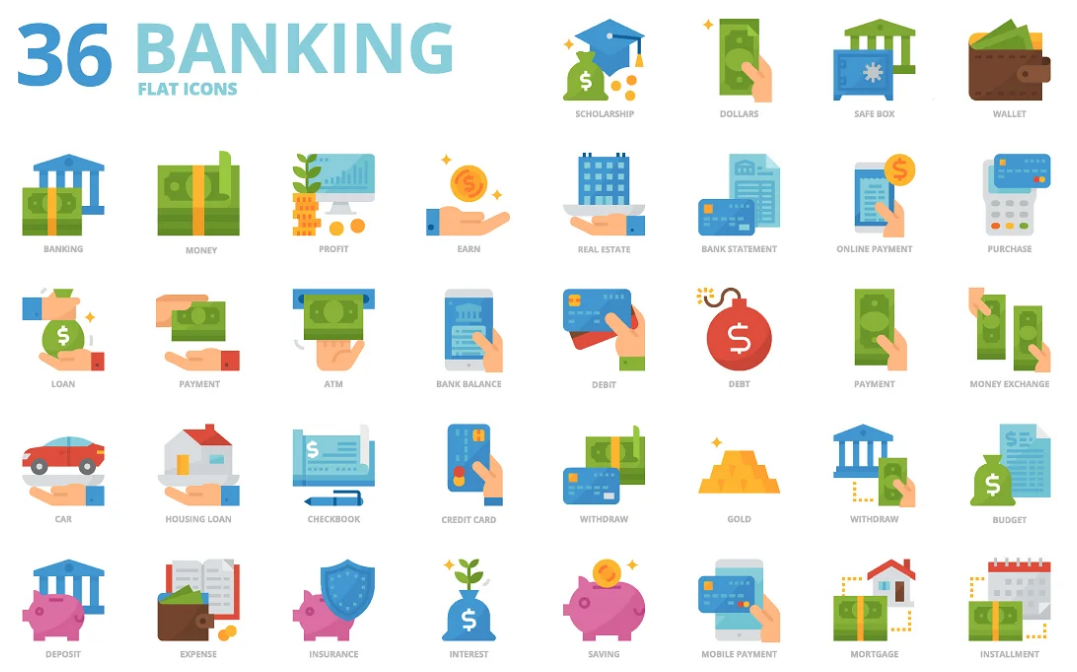 36 BANKING
FLAT ICONS
SCHOLARSHIP
DOLLARS
SAFE BOX
WALLET
BANKING
MONEY
PROFIT
EARN
REAL ESTATE
BANK STATEMENT
ONLINE PAYMENT
PURCHASE
LOAN
PAYMENT
ATM
BANK BALANCE
DEBIT
DEBT
PAYMENT
MONEY EXCHANGE
CAR
HOUSING LOAN
CHECKBOOK
CREDIT CARD
WITHDRAW
GOLD
WITHDRAW
BUDGET
DEPOSIT
EXPENSE
INSURANCE
INTEREST
SAVING
MOBILE PAYMENT
MORTGAGE
INSTALLMENT